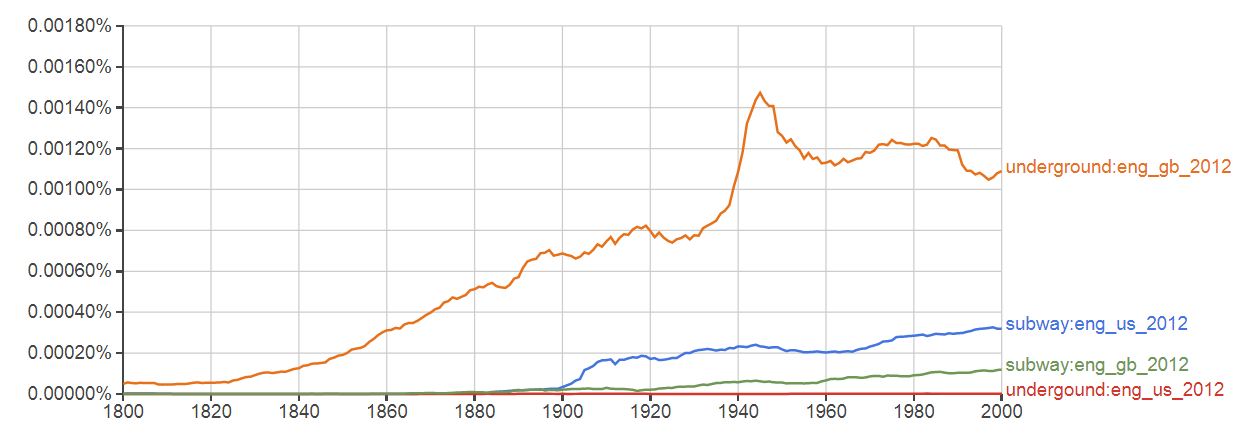 0.00180%
0.00160%
0.00140%
0.00120%
underground:eng_gb_2012
0.00100%
0.00080%
0.00060%
0.00040%
subway:eng_us_2012
0.00020%
subway:eng_gb_2012
0.00000%
undergound:eng_us_2012
1800 1820 1840 1860 1880 1900 1920 1940 1960 1980 2000